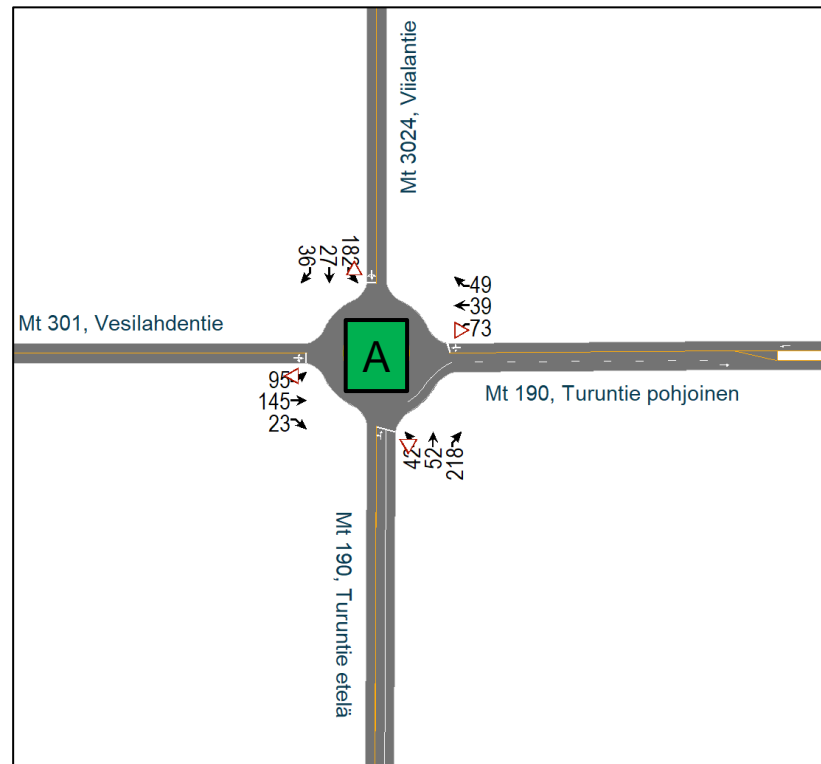 Mt 3024, Viialantie
36
27
182
49
39
73
Mt 301, Vesilahdentie
A
95
145
23
Mt 190, Turuntie pohjoinen
42
52
218
Mt 190, Turuntie etelä